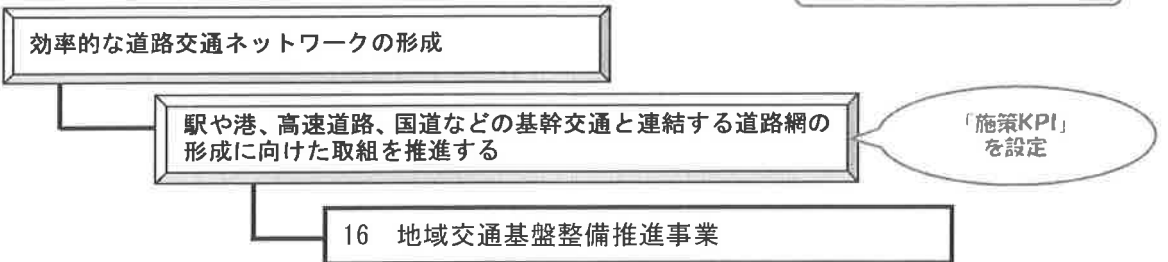 効率的な道路交通ネットワークの形成
駅や港、高速道路、国道などの基幹交通と連結する道路網の
形成に向けた取組を推進する
「施策KPI」
を設定
16　地域交通基盤整備推進事業